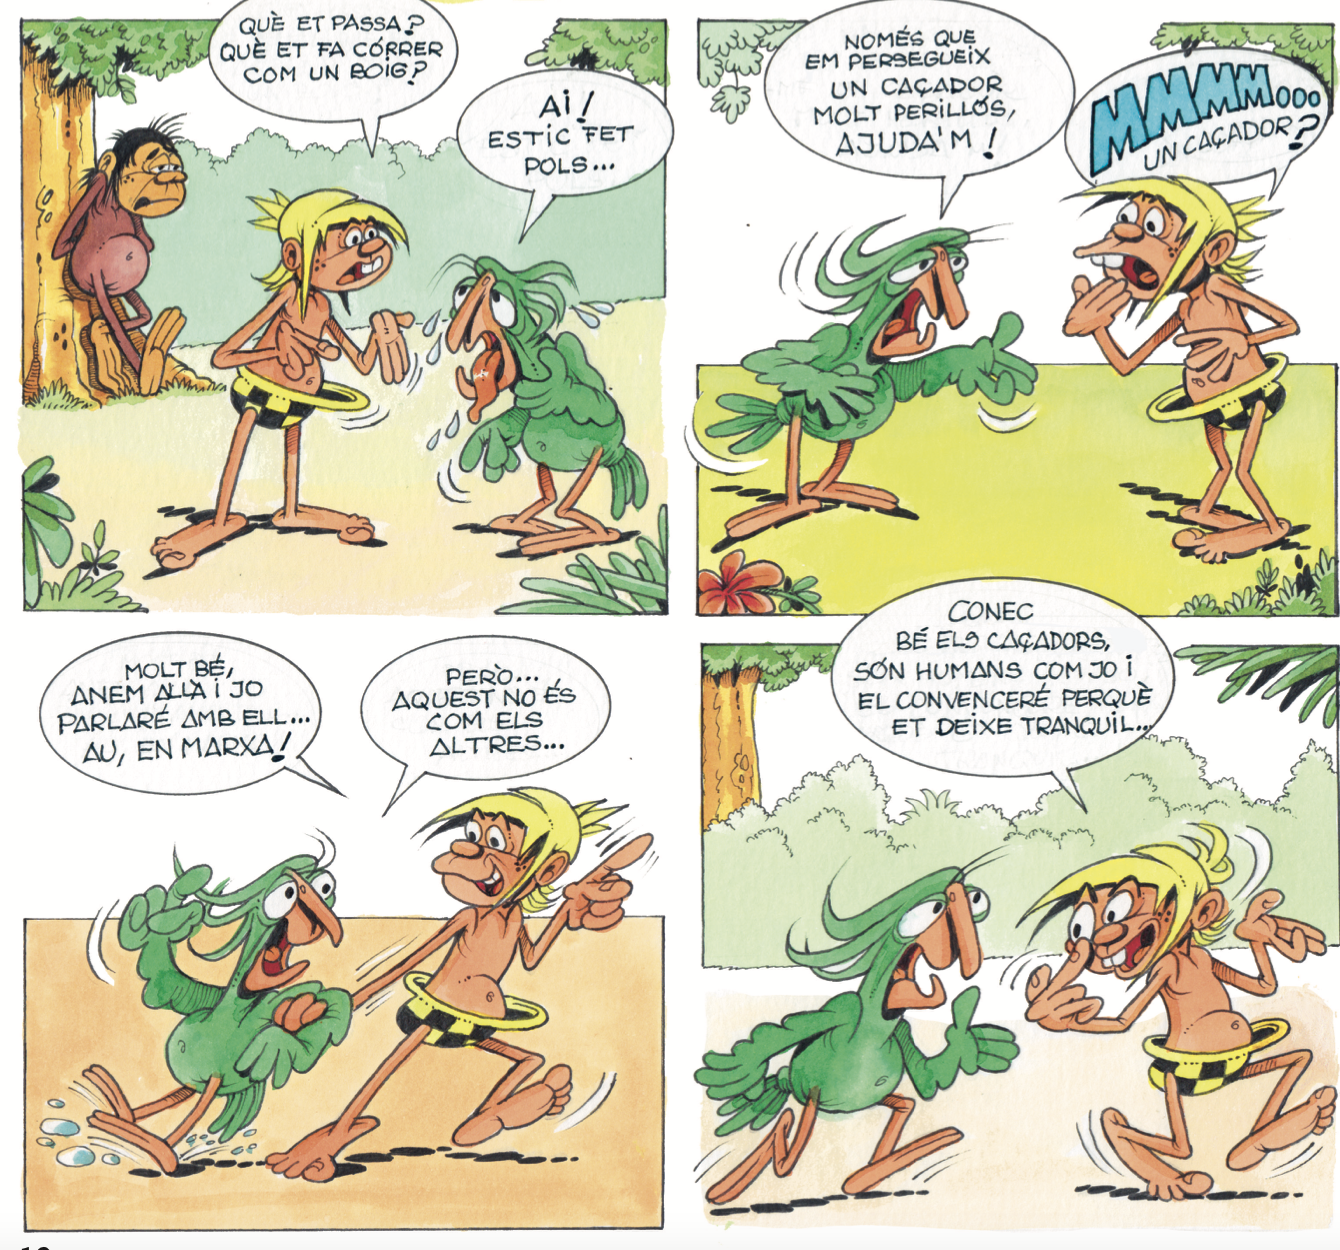 QUÈ ET PASSA?
QUÈ ET FA CÓRRER
COM UN BOIG?
AI!
ESTIC FET
POLS...
NOMÉS QUE
EM PERSEGUEIX
UN CAÇADOR
MOLT PERILLÓS,
AJUDA'M!
MMMM...
UN CAÇADOR?
MOLT BÉ,
ANEM ALLÀ I JO
PARLARÉ AMB ELL...
AU, EN MARXA!
PERÒ...
AQUEST NO ÉS
COM ELS
ALTRES...
CONEC
BÉ ELS CAÇADORS,
SÓN HUMANS COM JO I
EL CONVENCERÉ PERQUÈ
ET DEIXE TRANQUIL...